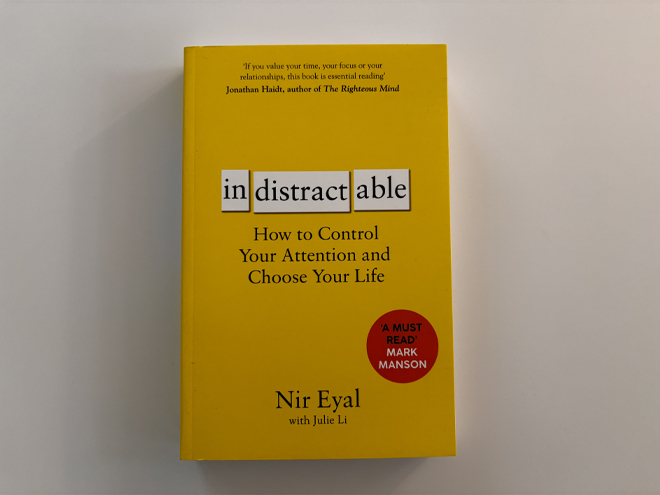 'If you value your time, your focus or your
relationships, this book is essential reading'
Jonathan Haidt, author of The Righteous Mind
in distract able
How to Control
Your Attention and
Choose Your Life
'A MUST
READ'
MARK
MANSON
Nir Eyal
with Julie Li